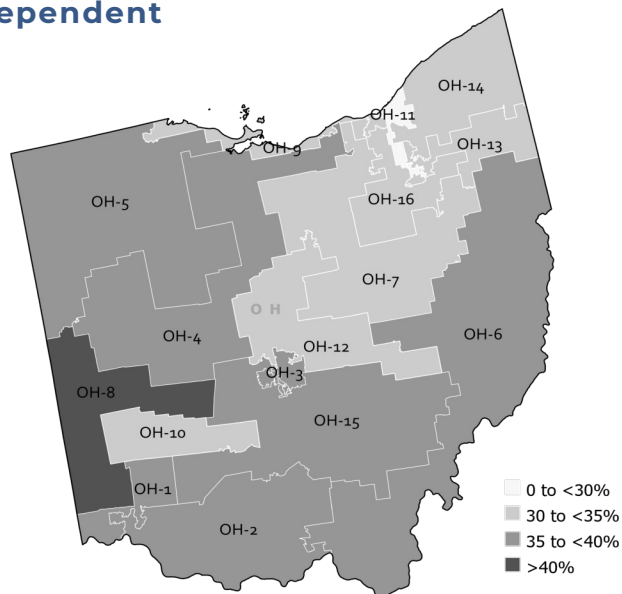 ependent
OH-14
OH-11
OH-9
OH-13
OH-5
OH-16
OH-7
OH
OH-4
OH-12
OH-6
OH-3
OH-8
OH-15
OH-10
OH-1
OH-2
0 to <30%
30 to <35%
35 to <40%
>40%